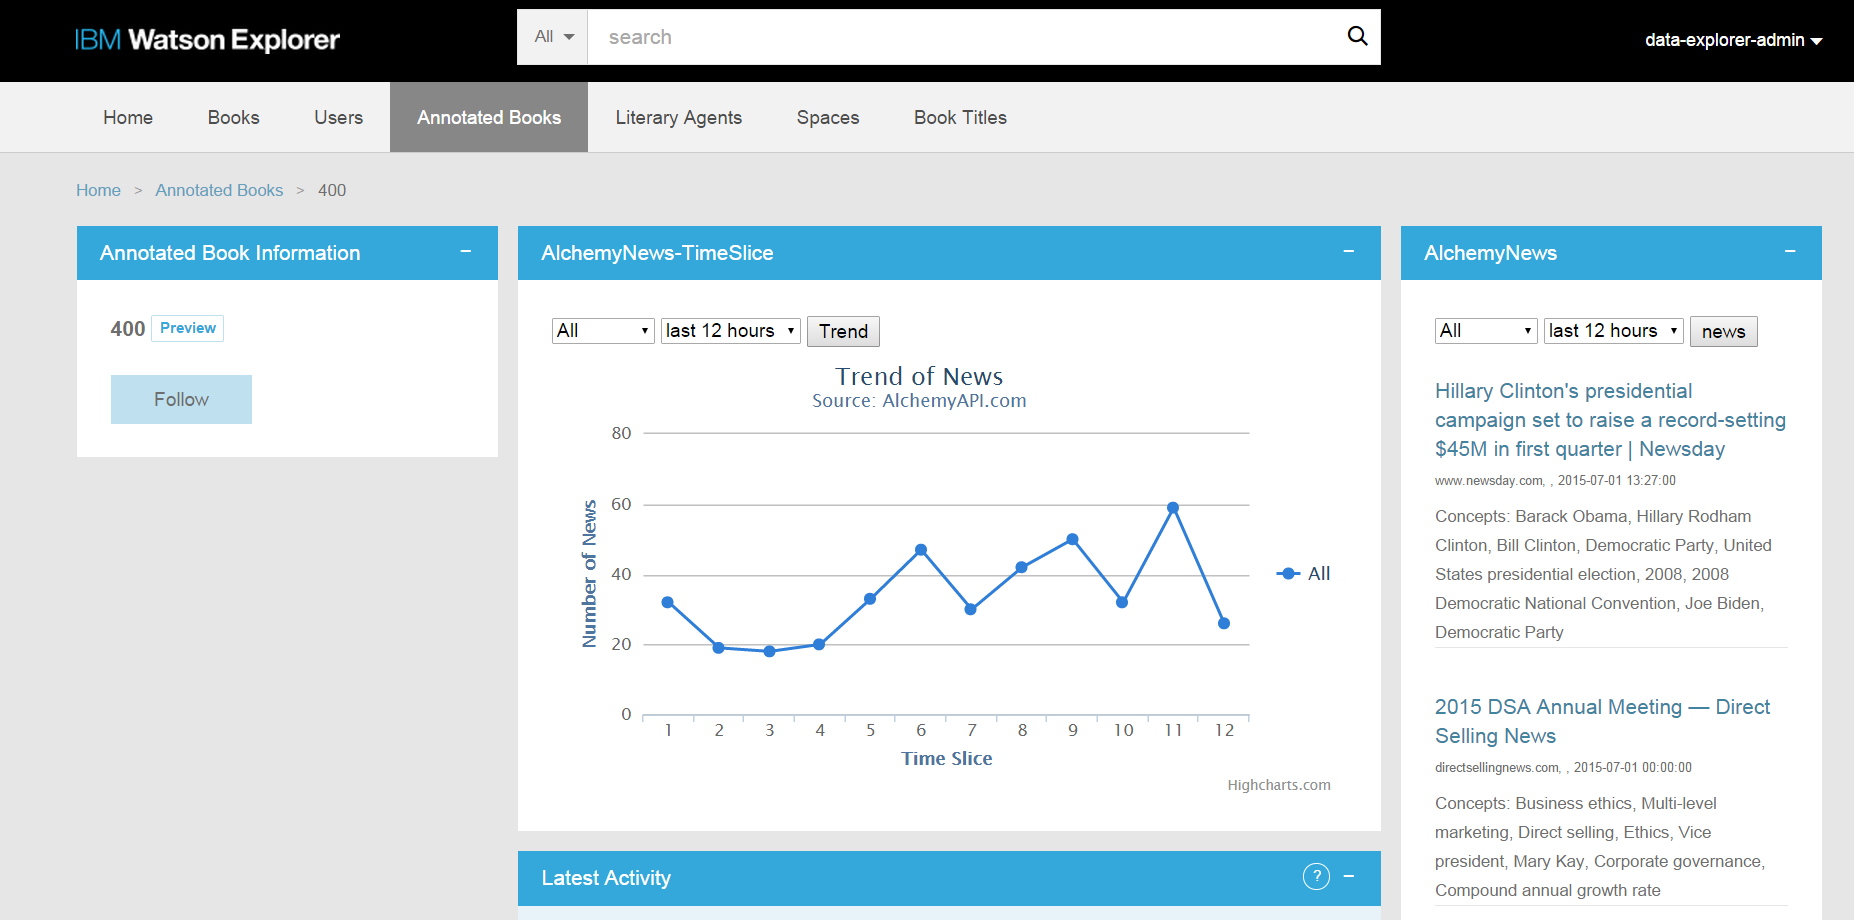 IBM Watson Explorer
All
search
data-explorer-admin
Home
Books
Users
Annotated Books
Literary Agents
Spaces
Book Titles
Home > Annotated Books > 400
Annotated Book Information
400 Preview
Follow
AlchemyNews-TimeSlice
All last 12 hours Trend
Trend of News
Source: AlchemyAPI.com
80
60
40
20
0
Number of News
1 2 3 4 5 6 7 8 9 10 11 12
Time Slice
All
Highcharts.com
Latest Activity
?
AlchemyNews
All last 12 hours news
Hillary Clinton's presidential
campaign set to raise a record-setting
$45M in first quarter | Newsday
www.newsday.com, , 2015-07-01 13:27:00
Concepts: Barack Obama, Hillary Rodham
Clinton, Bill Clinton, Democratic Party, United
States presidential election, 2008, 2008
Democratic National Convention, Joe Biden,
Democratic Party
2015 DSA Annual Meeting — Direct
Selling News
directsellingnews.com, , 2015-07-01 00:00:00
Concepts: Business ethics, Multi-level
marketing, Direct selling, Ethics, Vice
president, Mary Kay, Corporate governance,
Compound annual growth rate